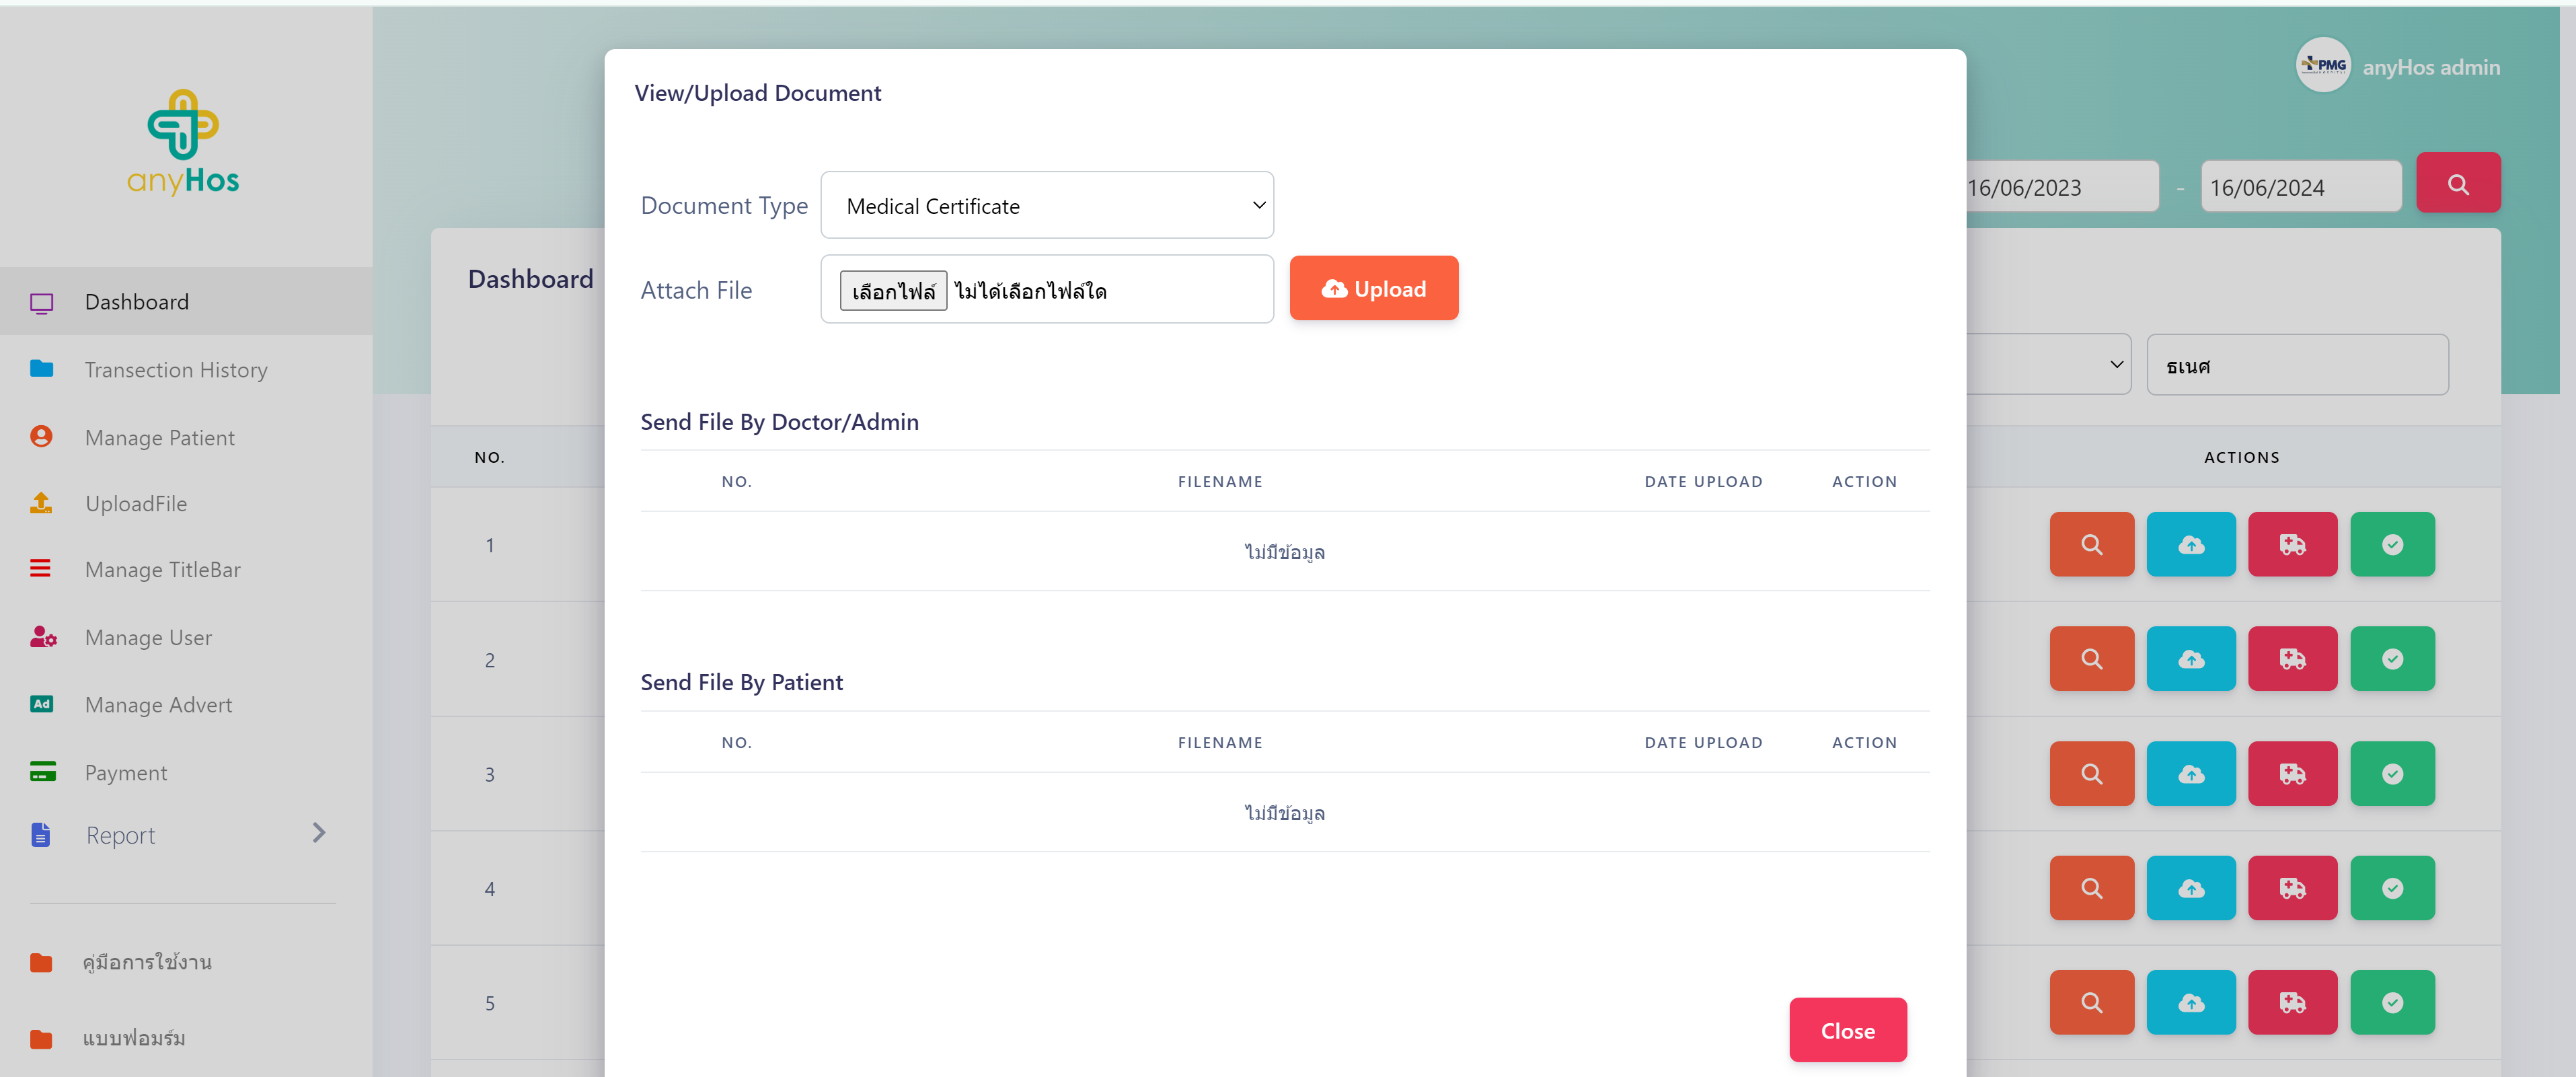 anyHos
Dashboard
Transection History
Manage Patient
UploadFile
Manage TitleBar
Manage User
Ad Manage Advert
Payment
Report
คู่มือการใช้งาน
แบบฟอร์ม
PMG anyHos admin
16/06/2023 - 16/06/2024
Dashboard
ธเนศ
NO. ACTIONS
1
2
3
4
5
View/Upload Document
Document Type Medical Certificate
Attach File เลือกไฟล์ ไม่ได้เลือกไฟล์ใด Upload
Send File By Doctor/Admin
NO. FILENAME DATE UPLOAD ACTION
ไม่มีข้อมูล
Send File By Patient
NO. FILENAME DATE UPLOAD ACTION
ไม่มีข้อมูล
Close